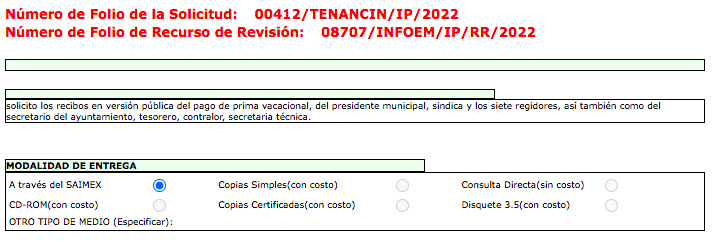 Número de Folio de la Solicitud: 00412/TENANCIN/IP/2022
Número de Folio de Recurso de Revisión: 08707/INFOEM/IP/RR/2022
solicito los recibos en versión pública del pago de prima vacacional, del presidente municipal, sindica y los siete regidores, así también como del
secretario del ayuntamiento, tesorero, contralor, secretaria técnica.
MODALIDAD DE ENTREGA
A través del SAIMEX Copias Simples(con costo) Consulta Directa(sin costo)
CD-ROM(con costo) Copias Certificadas(con costo) Disquete 3.5(con costo)
OTRO TIPO DE MEDIO (Especificar):